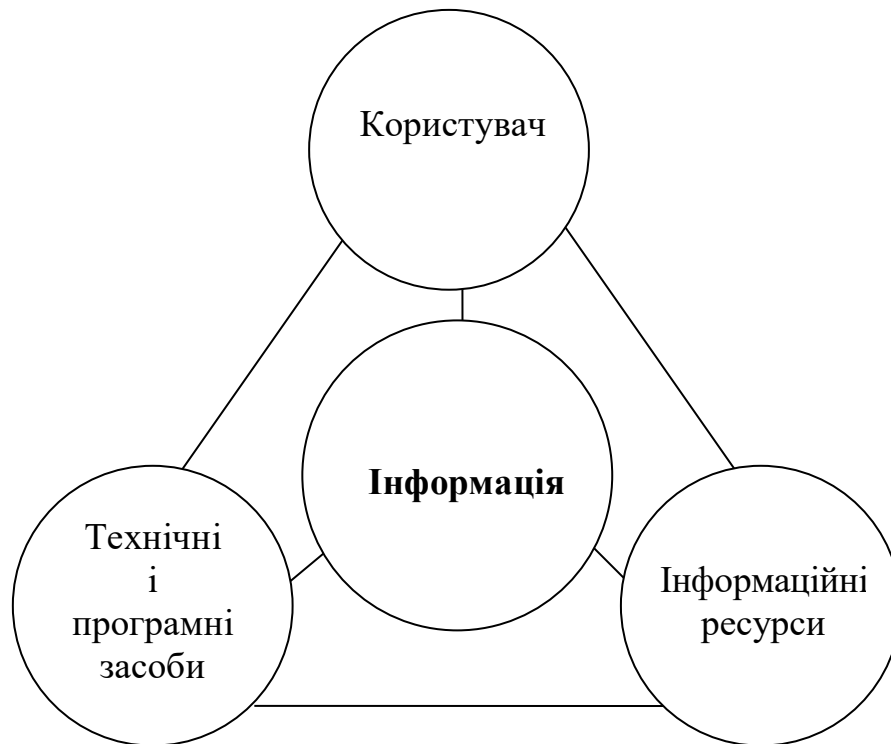 Користувач
Інформація
Технічні
і
програмні
засоби
Інформаційні
ресурси